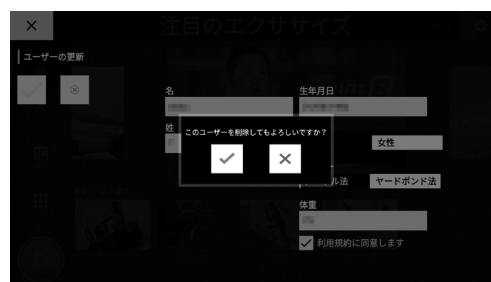 注目のエクササイズ
ユーザーの更新
名
生年月日
姓
このユーザーを削除してもよろしいですか？
女性
ル法
ヤードポンド法
体重
利用規約に同意します